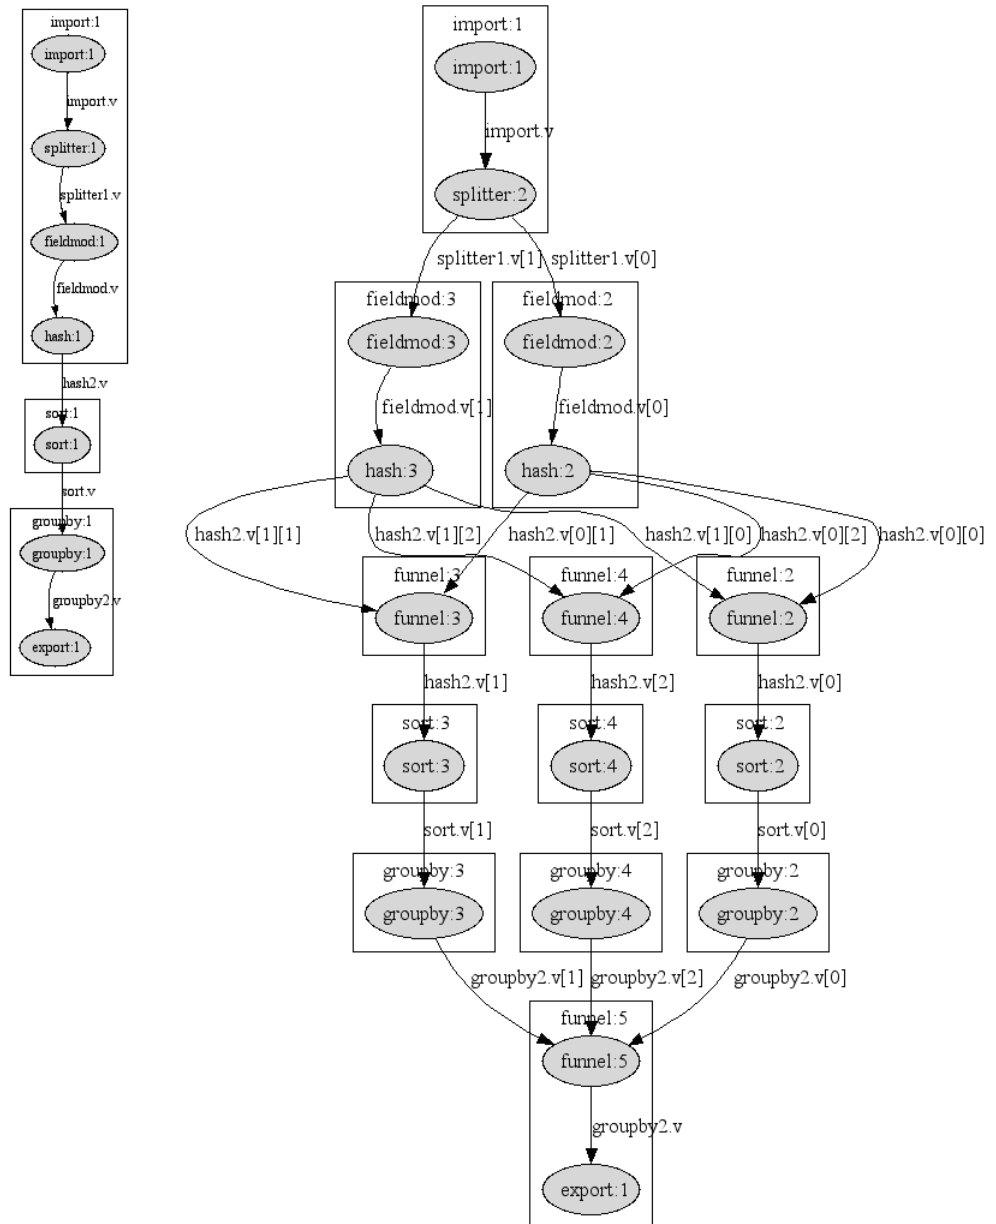 import:1
import:1
import.v
splitter:1
splitter1.v
fieldmod:1
fieldmod.v
hash:1
hash2.v
sort:1
sort:1
sort.v
groupby:1
groupby:1
groupby2.v
export:1
import:1
import:1
import.v
splitter:2
splitter1.v[1] splitter1.v[0]
fieldmod:3 fieldmod:2
fieldmod:3 fieldmod:2
fieldmod.v[1] fieldmod.v[0]
hash:3 hash:2
hash2.v[1][1] hash2.v[1][2] hash2.v[0][1] hash2.v[1][0] hash2.v[0][2] hash2.v[0][0]
funnel:3 funnel:4 funnel:2
funnel:3 funnel:4 funnel:2
hash2.v[1] hash2.v[2] hash2.v[0]
sort:3 sort:4 sort:2
sort:3 sort:4 sort:2
sort.v[1] sort.v[2] sort.v[0]
groupby:3 groupby:4 groupby:2
groupby:3 groupby:4 groupby:2
groupby2.v[1] groupby2.v[2] groupby2.v[0]
funnel:5
funnel:5
groupby2.v
export:1